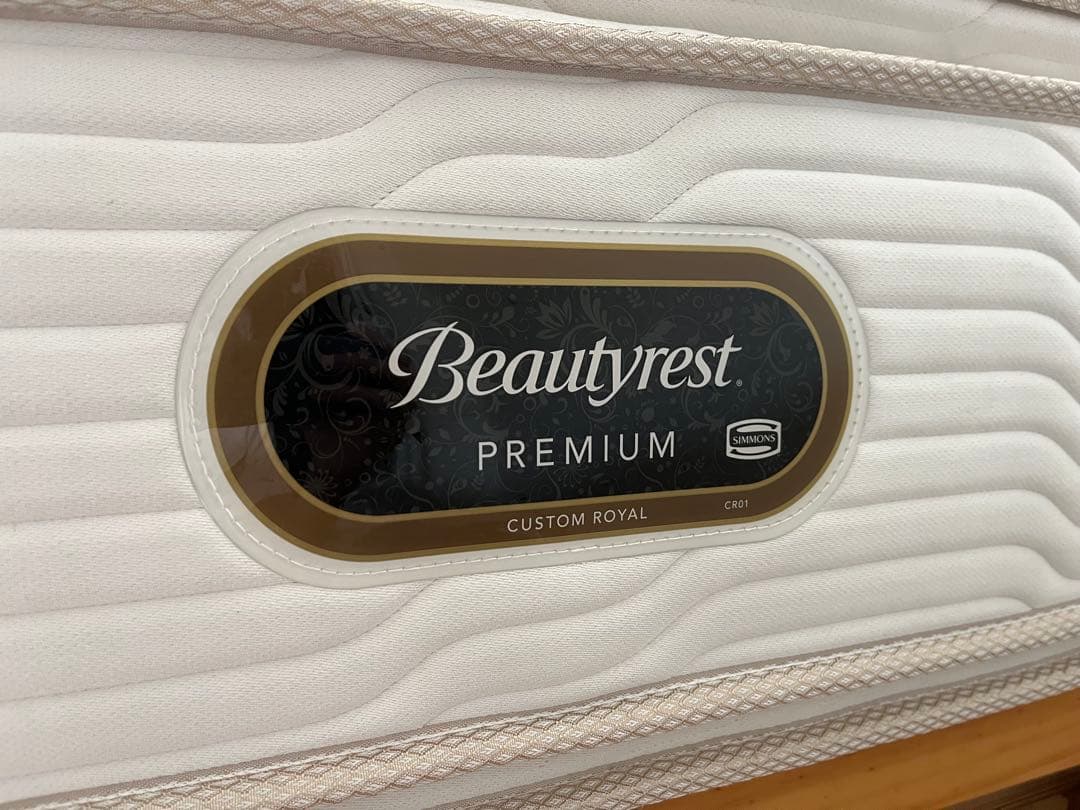 Beautyrest®
PREMIUM
SIMMONS
CUSTOM ROYAL
CR01